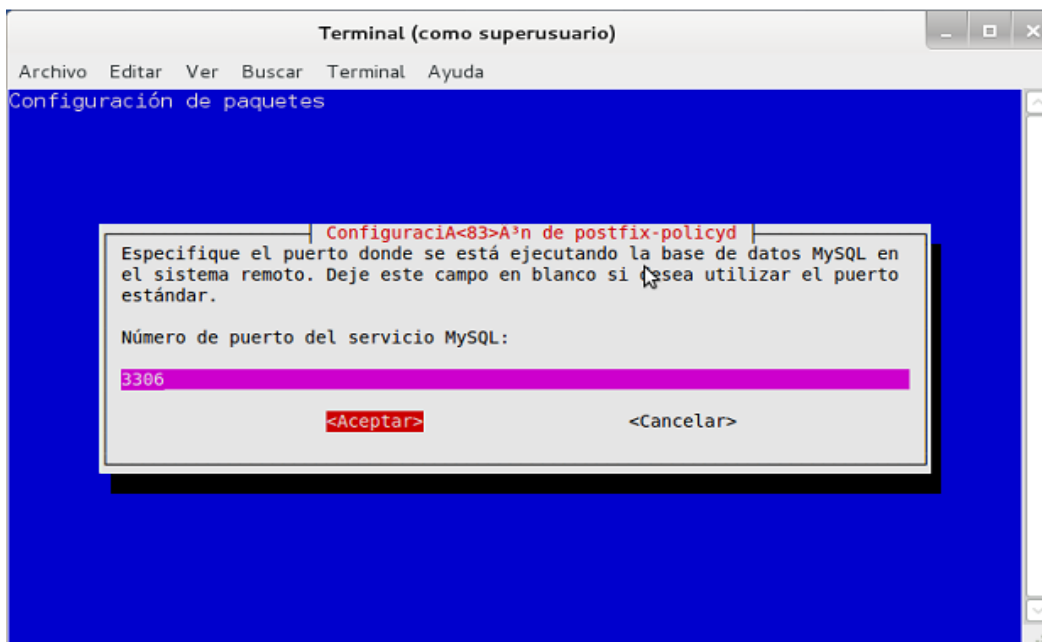 Terminal (como superusuario)
Archivo Editar Ver Buscar Terminal Ayuda
Configuración de paquetes
ConfiguraciA<83>A³n de postfix-policyd
Especifique el puerto donde se está ejecutando la base de datos MySQL en
el sistema remoto. Deje este campo en blanco si desea utilizar el puerto
estándar.
Número de puerto del servicio MySQL:
3306
<Aceptar> <Cancelar>